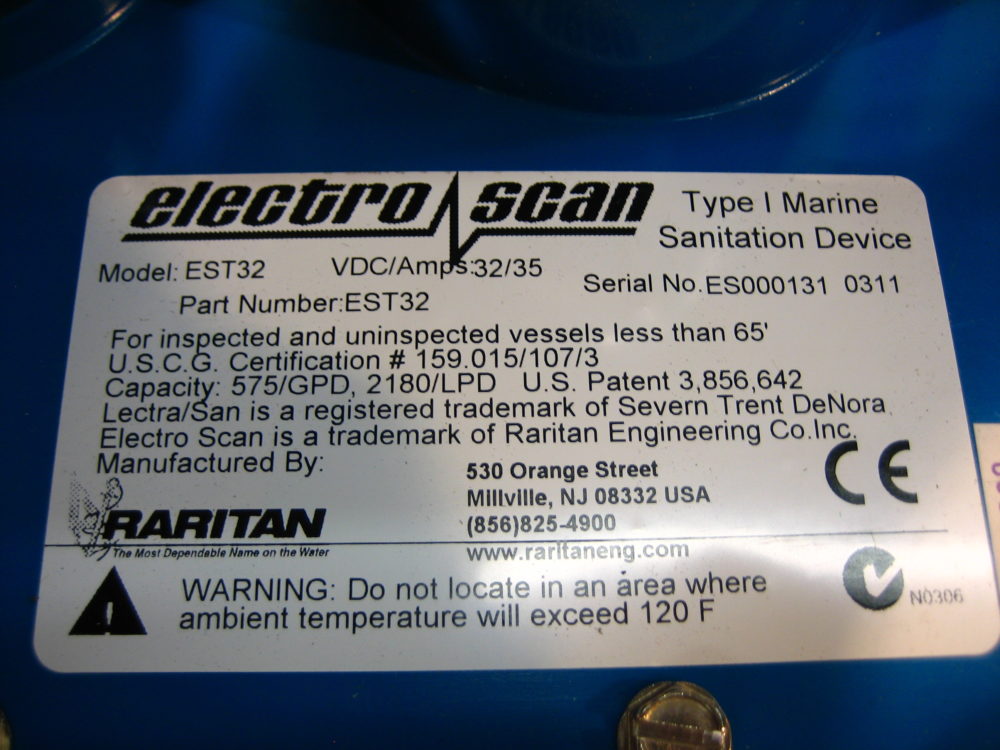 electro scan
Type I Marine
Sanitation Device
Model: EST32 VDC/Amps:32/35
Serial No.ES000131 0311
Part Number:EST32
For inspected and uninspected vessels less than 65'
U.S.C.G. Certification # 159.015/107/3
Capacity: 575/GPD, 2180/LPD U.S. Patent 3,856,642
Lectra/San is a registered trademark of Severn Trent DeNora
Electro Scan is a trademark of Raritan Engineering Co.Inc.
Manufactured By:
RARITAN
The Most Dependable Name on the Water
530 Orange Street
Millville, NJ 08332 USA
(856)825-4900
www.raritaneng.com
CE
WARNING: Do not locate in an area where
ambient temperature will exceed 120 F
N0306